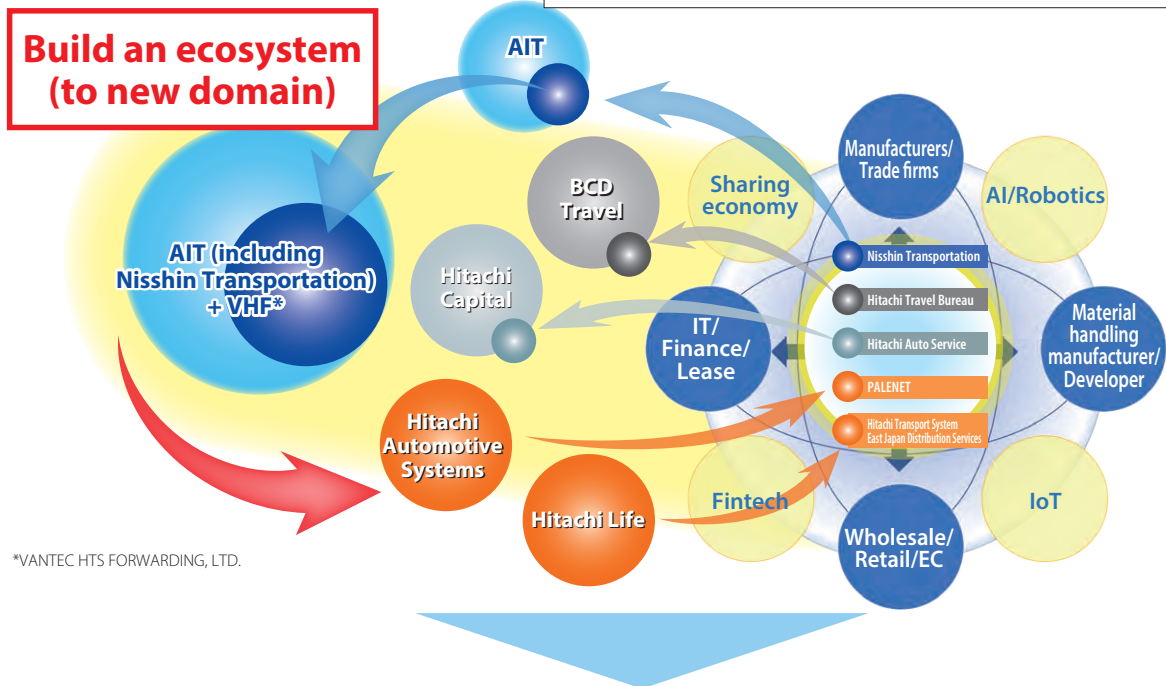 Build an ecosystem
(to new domain)
AIT
BCD
Travel
Hitachi
Capital
AIT (including
Nisshin Transportation)
+ VHF*
Hitachi
Automotive
Systems
Hitachi Life
*VANTEC HTS FORWARDING, LTD.
Manufacturers/
Trade firms
Sharing
economy
AI/Robotics
Nisshin Transportation
Hitachi Travel Bureau
Hitachi Auto Service
PALENET
Hitachi Transport System
East Japan Distribution Services
IT/
Finance/
Lease
Material
handling
manufacturer/
Developer
Fintech
IoT
Wholesale/
Retail/EC